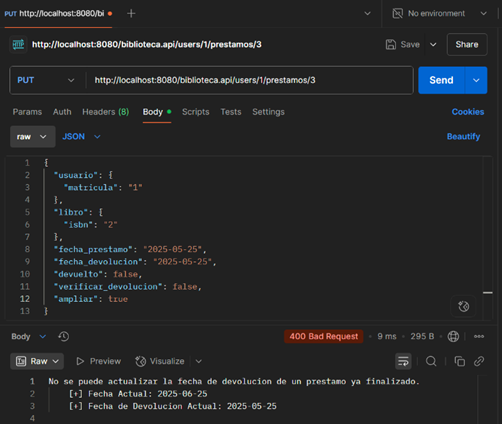 PUT http://localhost:8080/bi
No environment
HTTP
http://localhost:8080/biblioteca.api/users/1/prestamos/3
Save
Share
PUT
http://localhost:8080/biblioteca.api/users/1/prestamos/3
Send
Params Auth Headers (8) Body Scripts Tests Settings Cookies
raw JSON Beautify
1 {
2 "usuario": {
3 "matricula": "1"
4 },
5 "libro": {
6 "isbn": "2"
7 },
8 "fecha_prestamo": "2025-05-25",
9 "fecha_devolucion": "2025-05-25",
10 "devuelto": false,
11 "verificar_devolucion": false,
12 "ampliar": true
13 }
Body 400 Bad Request 9 ms 295 B
Raw Preview Visualize
1 No se puede actualizar la fecha de devolucion de un prestamo ya finalizado.
2 [+] Fecha Actual: 2025-06-25
3 [+] Fecha de Devolucion Actual: 2025-05-25
4